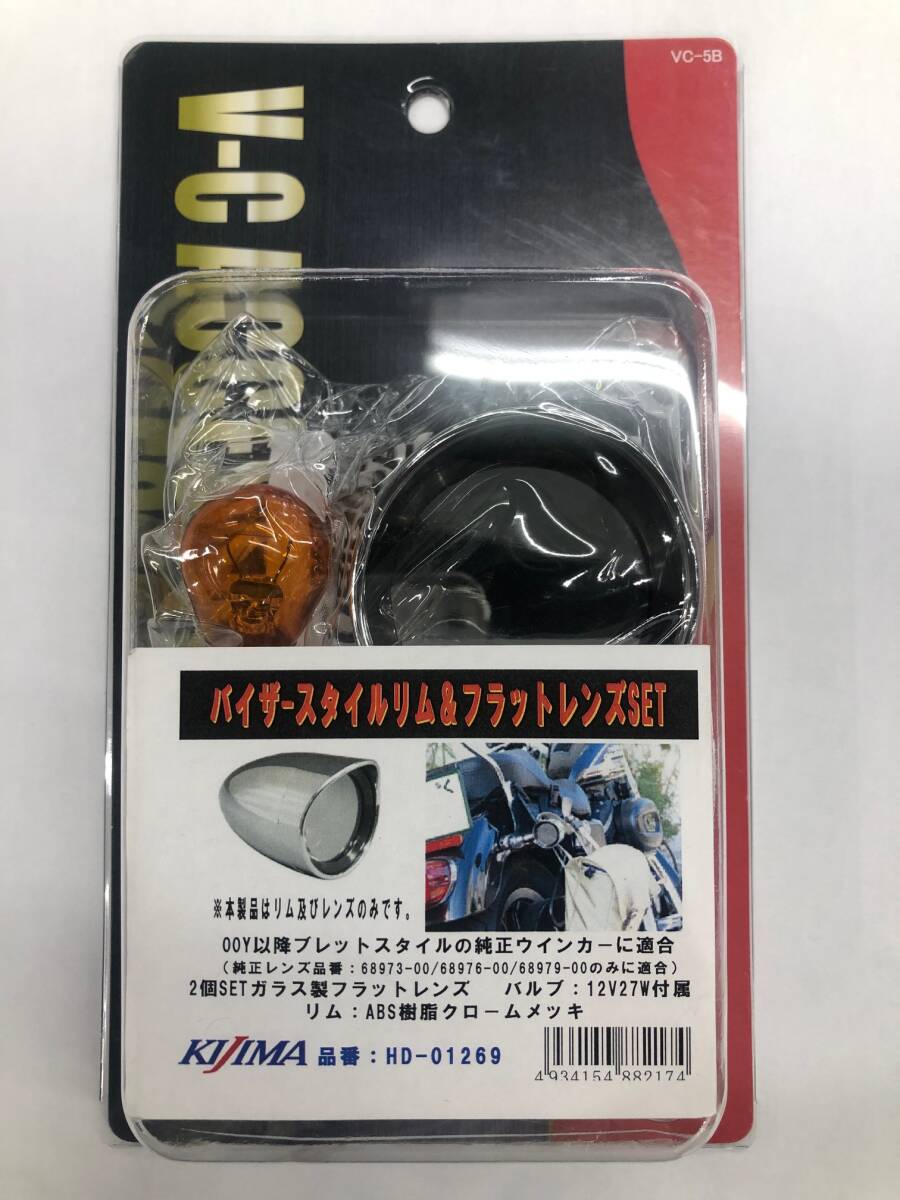 VC-5B
V-C
バイザースタイルリム&フラットレンズSET
※本製品はリム及びレンズのみです。
00Y以降ブレットスタイルの純正ウインカーに適合
(純正レンズ品番:68973-00/68976-00/68979-00のみに適合)
2個SETガラス製フラットレンズ バルブ:12V27W付属
リム:ABS樹脂クロームメッキ
KIJIMA 品番:HD-01269
4934154 882174